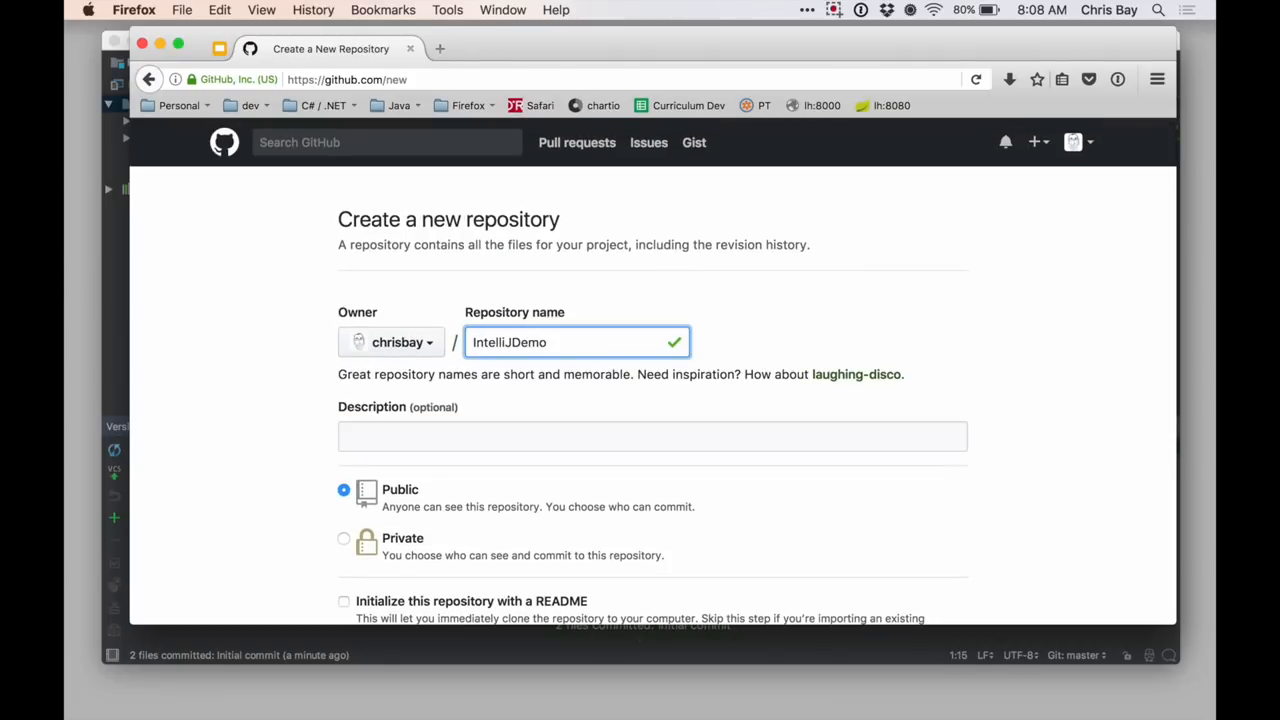 Firefox File Edit View History Bookmarks Tools Window Help 80% 8:08 AM Chris Bay
Create a New Repository
GitHub, Inc. (US) https://github.com/new
Personal dev C# / .NET Java Firefox Safari chartio Curriculum Dev PT lh:8000 lh:8080
Search GitHub Pull requests Issues Gist
Create a new repository
A repository contains all the files for your project, including the revision history.
Owner Repository name
chrisbay / IntelliJDemo
Great repository names are short and memorable. Need inspiration? How about laughing-disco.
Description (optional)
Versi
Public
Anyone can see this repository. You choose who can commit.
Private
You choose who can see and commit to this repository.
Initialize this repository with a README
This will let you immediately clone the repository to your computer. Skip this step if you're importing an existing
2 files committed: Initial commit
2 files committed: Initial commit (a minute ago) 1:15 LF UTF-8 Git: master